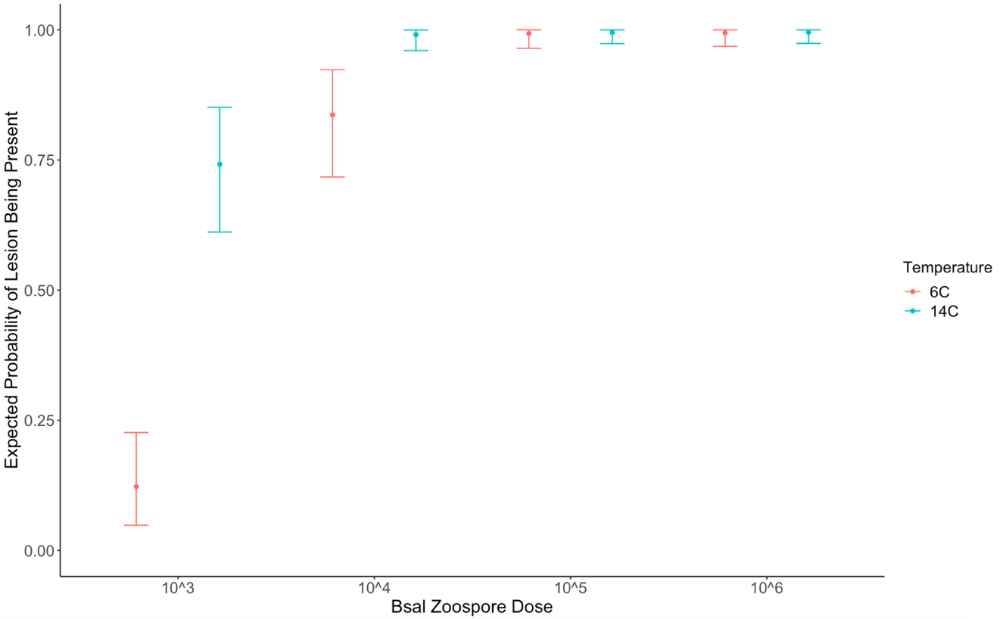 Expected Probability of Lesion Being Present
1.00
0.75
0.50
0.25
0.00
10^3
10^4
10^5
10^6
Bsal Zoospore Dose
Temperature
6C
14C